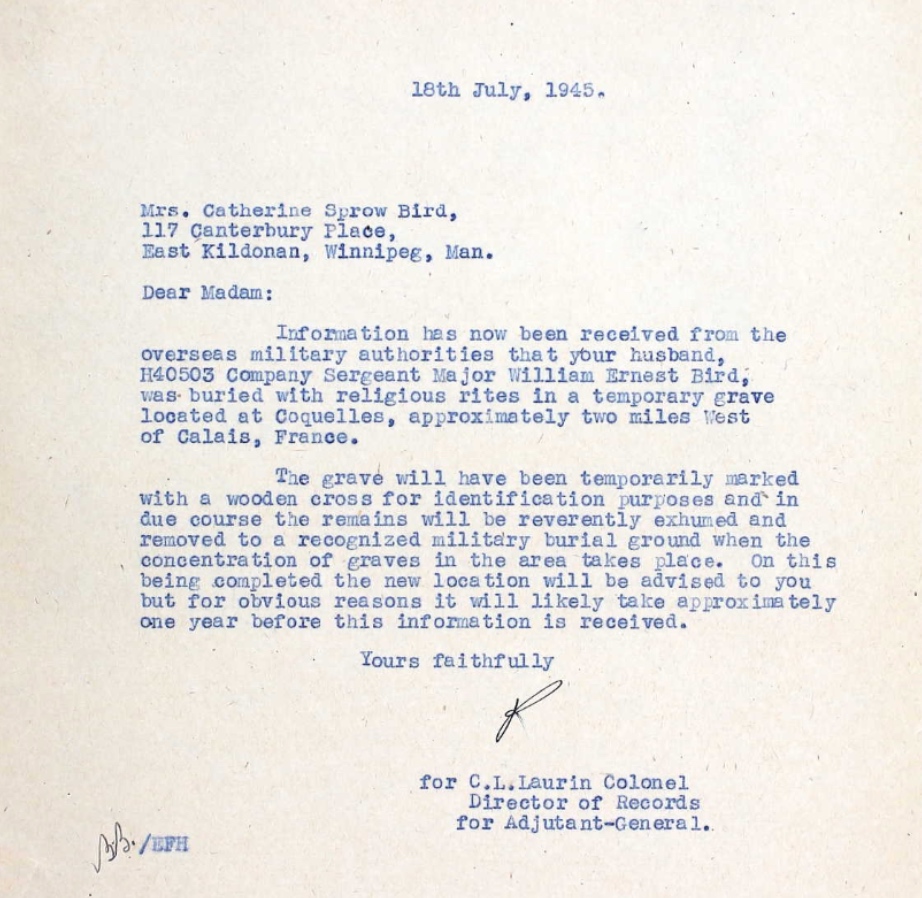 18th July, 1945.
Mrs. Catherine Sprow Bird,
117 Canterbury Place,
East Kildonan, Winnipeg, Man.
Dear Madam:
Information has now been received from the
overseas military authorities that your husband,
H40503 Company Sergeant Major William Ernest Bird,
was buried with religious rites in a temporary grave
located at Coquelles, approximately two miles West
of Calais, France.
The grave will have been temporarily marked
with a wooden cross for identification purposes and in
due course the remains will be reverently exhumed and
removed to a recognized military burial ground when the
concentration of graves in the area takes place. On this
being completed the new location will be advised to you
but for obvious reasons it will likely take approximately
one year before this information is received.
Yours faithfully
for C.L.Laurin Colonel
Director of Records
for Adjutant-General.
/EFH